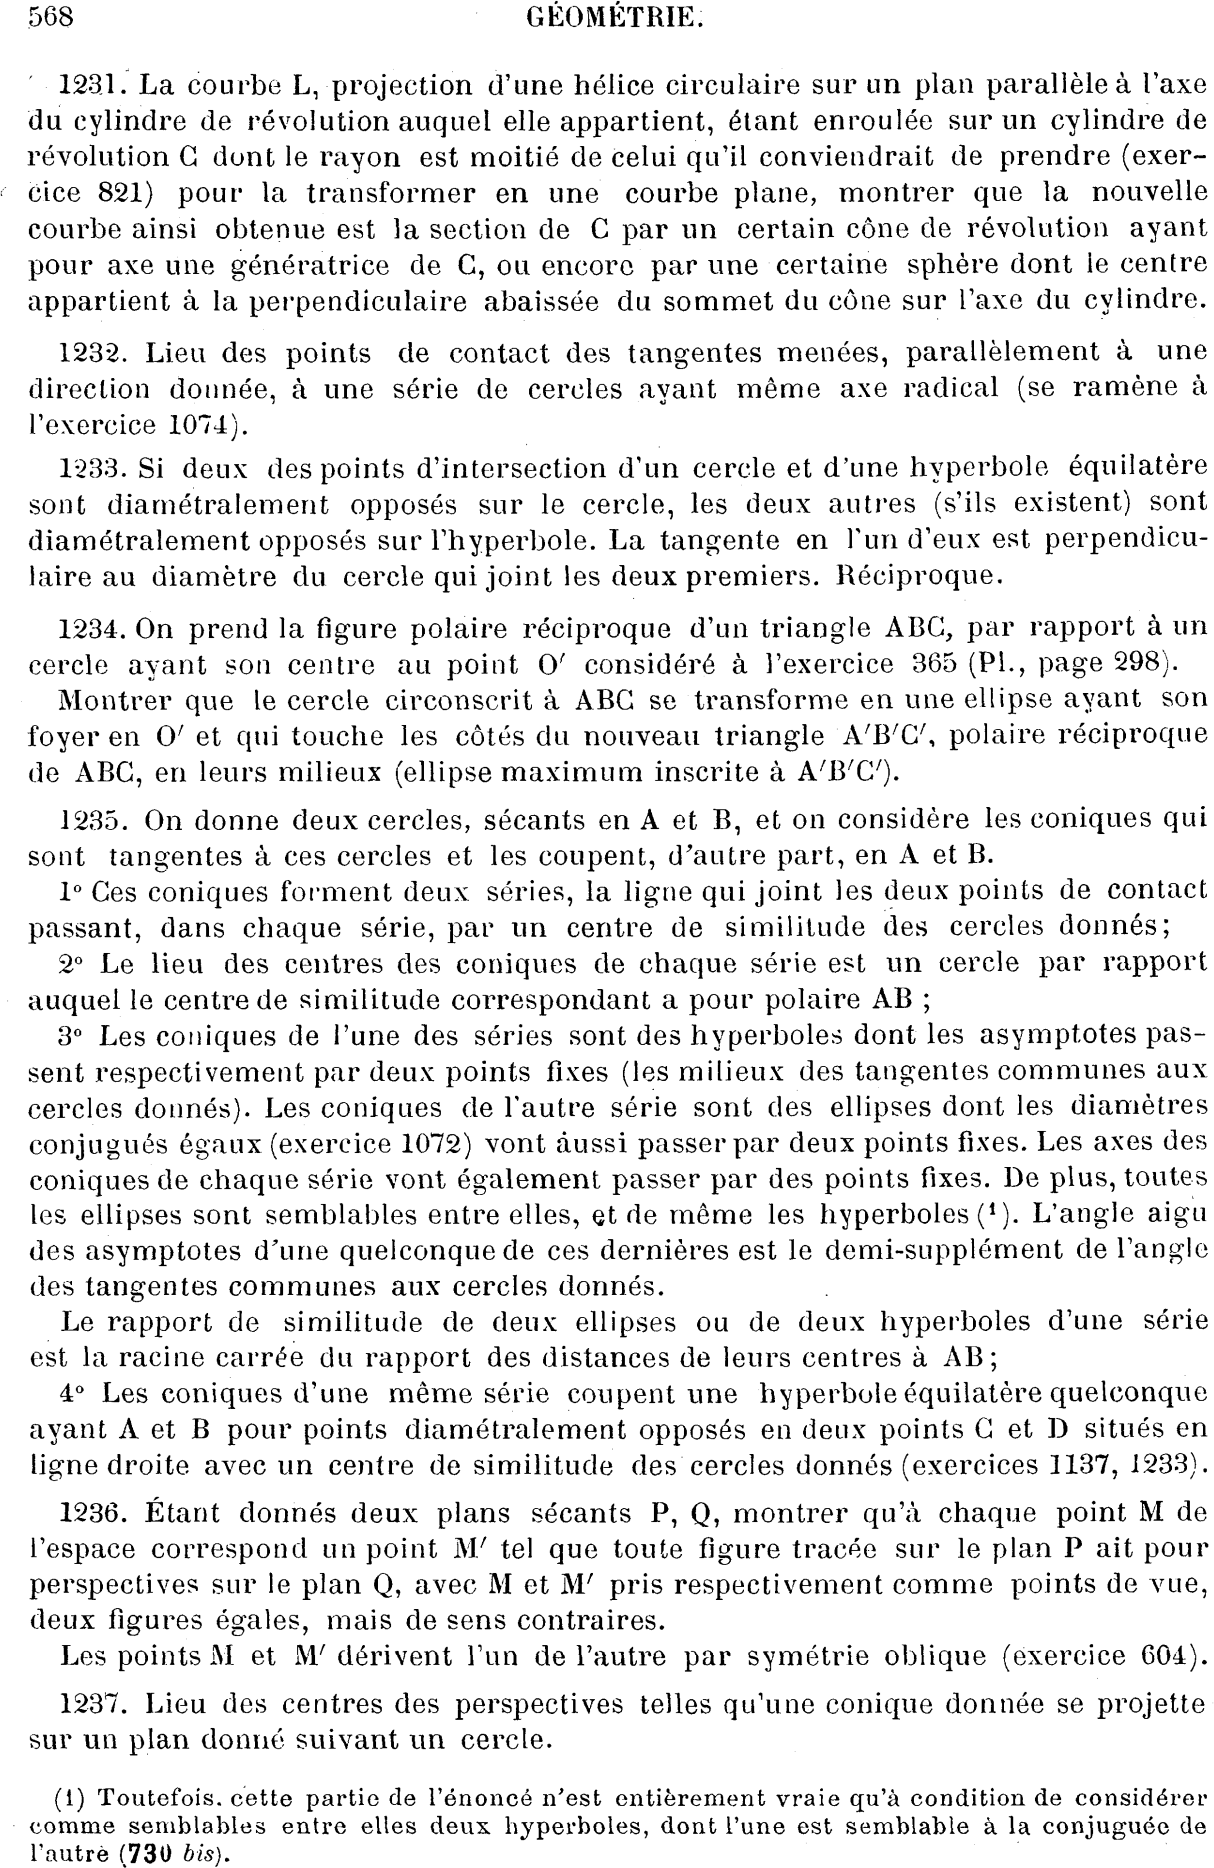 568 GÉOMÉTRIE.
1231. La courbe L, projection d'une hélice circulaire sur un plan parallèle à l'axe
du cylindre de révolution auquel elle appartient, étant enroulée sur un cylindre de
révolution C dont le rayon est moitié de celui qu'il conviendrait de prendre (exer-
cice 821) pour la transformer en une courbe plane, montrer que la nouvelle
courbe ainsi obtenue est la section de C par un certain cône de révolution ayant
pour axe une génératrice de C, ou encore par une certaine sphère dont le centre
appartient à la perpendiculaire abaissée du sommet du cône sur l'axe du cylindre.
1232. Lieu des points de contact des tangentes menées, parallèlement à une
direction donnée, à une série de cercles ayant même axe radical (se ramène à
l'exercice 1074).
1233. Si deux des points d'intersection d'un cercle et d'une hyperbole équilatère
sont diamétralement opposés sur le cercle, les deux autres (s'ils existent) sont
diamétralement opposés sur l'hyperbole. La tangente en l'un d'eux est perpendicu-
laire au diamètre du cercle qui joint les deux premiers. Réciproque.
1234. On prend la figure polaire réciproque d'un triangle ABC, par rapport à un
cercle ayant son centre au point O′ considéré à l'exercice 365 (Pl., page 298).
Montrer que le cercle circonscrit à ABC se transforme en une ellipse ayant son
foyer en O′ et qui touche les côtés du nouveau triangle A′B′C′, polaire réciproque
de ABC, en leurs milieux (ellipse maximum inscrite à A′B′C′).
1235. On donne deux cercles, sécants en A et B, et on considère les coniques qui
sont tangentes à ces cercles et les coupent, d'autre part, en A et B.
1° Ces coniques forment deux séries, la ligne qui joint les deux points de contact
passant, dans chaque série, par un centre de similitude des cercles donnés;
2° Le lieu des centres des coniques de chaque série est un cercle par rapport
auquel le centre de similitude correspondant a pour polaire AB ;
3° Les coniques de l'une des séries sont des hyperboles dont les asymptotes pas-
sent respectivement par deux points fixes (les milieux des tangentes communes aux
cercles donnés). Les coniques de l'autre série sont des ellipses dont les diamètres
conjugués égaux (exercice 1072) vont aussi passer par deux points fixes. Les axes des
coniques de chaque série vont également passer par des points fixes. De plus, toutes
les ellipses sont semblables entre elles, et de même les hyperboles (¹). L'angle aigu
des asymptotes d'une quelconque de ces dernières est le demi-supplément de l'angle
des tangentes communes aux cercles donnés.
Le rapport de similitude de deux ellipses ou de deux hyperboles d'une série
est la racine carrée du rapport des distances de leurs centres à AB;
4° Les coniques d'une même série coupent une hyperbole équilatère quelconque
ayant A et B pour points diamétralement opposés en deux points C et D situés en
ligne droite avec un centre de similitude des cercles donnés (exercices 1137, 1233).
1236. Étant donnés deux plans sécants P, Q, montrer qu'à chaque point M de
l'espace correspond un point M′ tel que toute figure tracée sur le plan P ait pour
perspectives sur le plan Q, avec M et M′ pris respectivement comme points de vue,
deux figures égales, mais de sens contraires.
Les points M et M′ dérivent l'un de l'autre par symétrie oblique (exercice 604).
1237. Lieu des centres des perspectives telles qu'une conique donnée se projette
sur un plan donné suivant un cercle.
(1) Toutefois. cette partie de l'énoncé n'est entièrement vraie qu'à condition de considérer
comme semblables entre elles deux hyperboles, dont l'une est semblable à la conjuguée de
l'autre (730 bis).